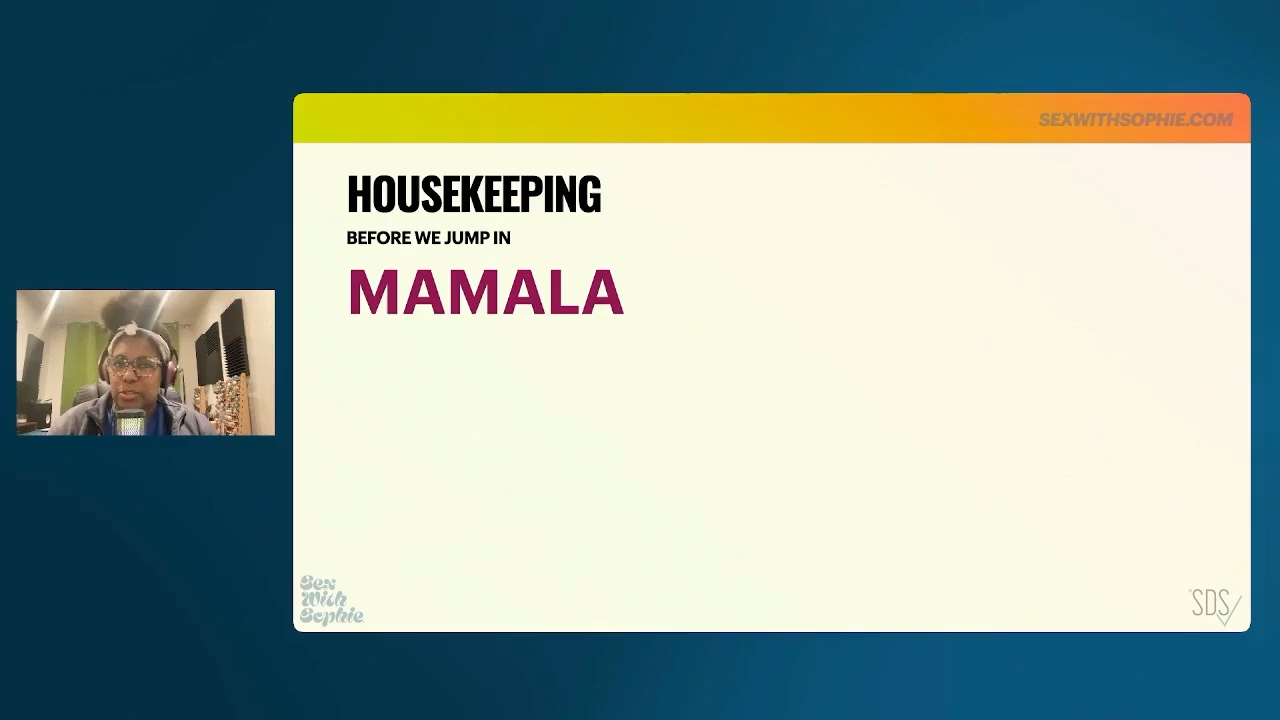 SEXWITHSOPHIE.COM
HOUSEKEEPING
BEFORE WE JUMP IN
MAMALA
Sex
With
Sophie
SDS